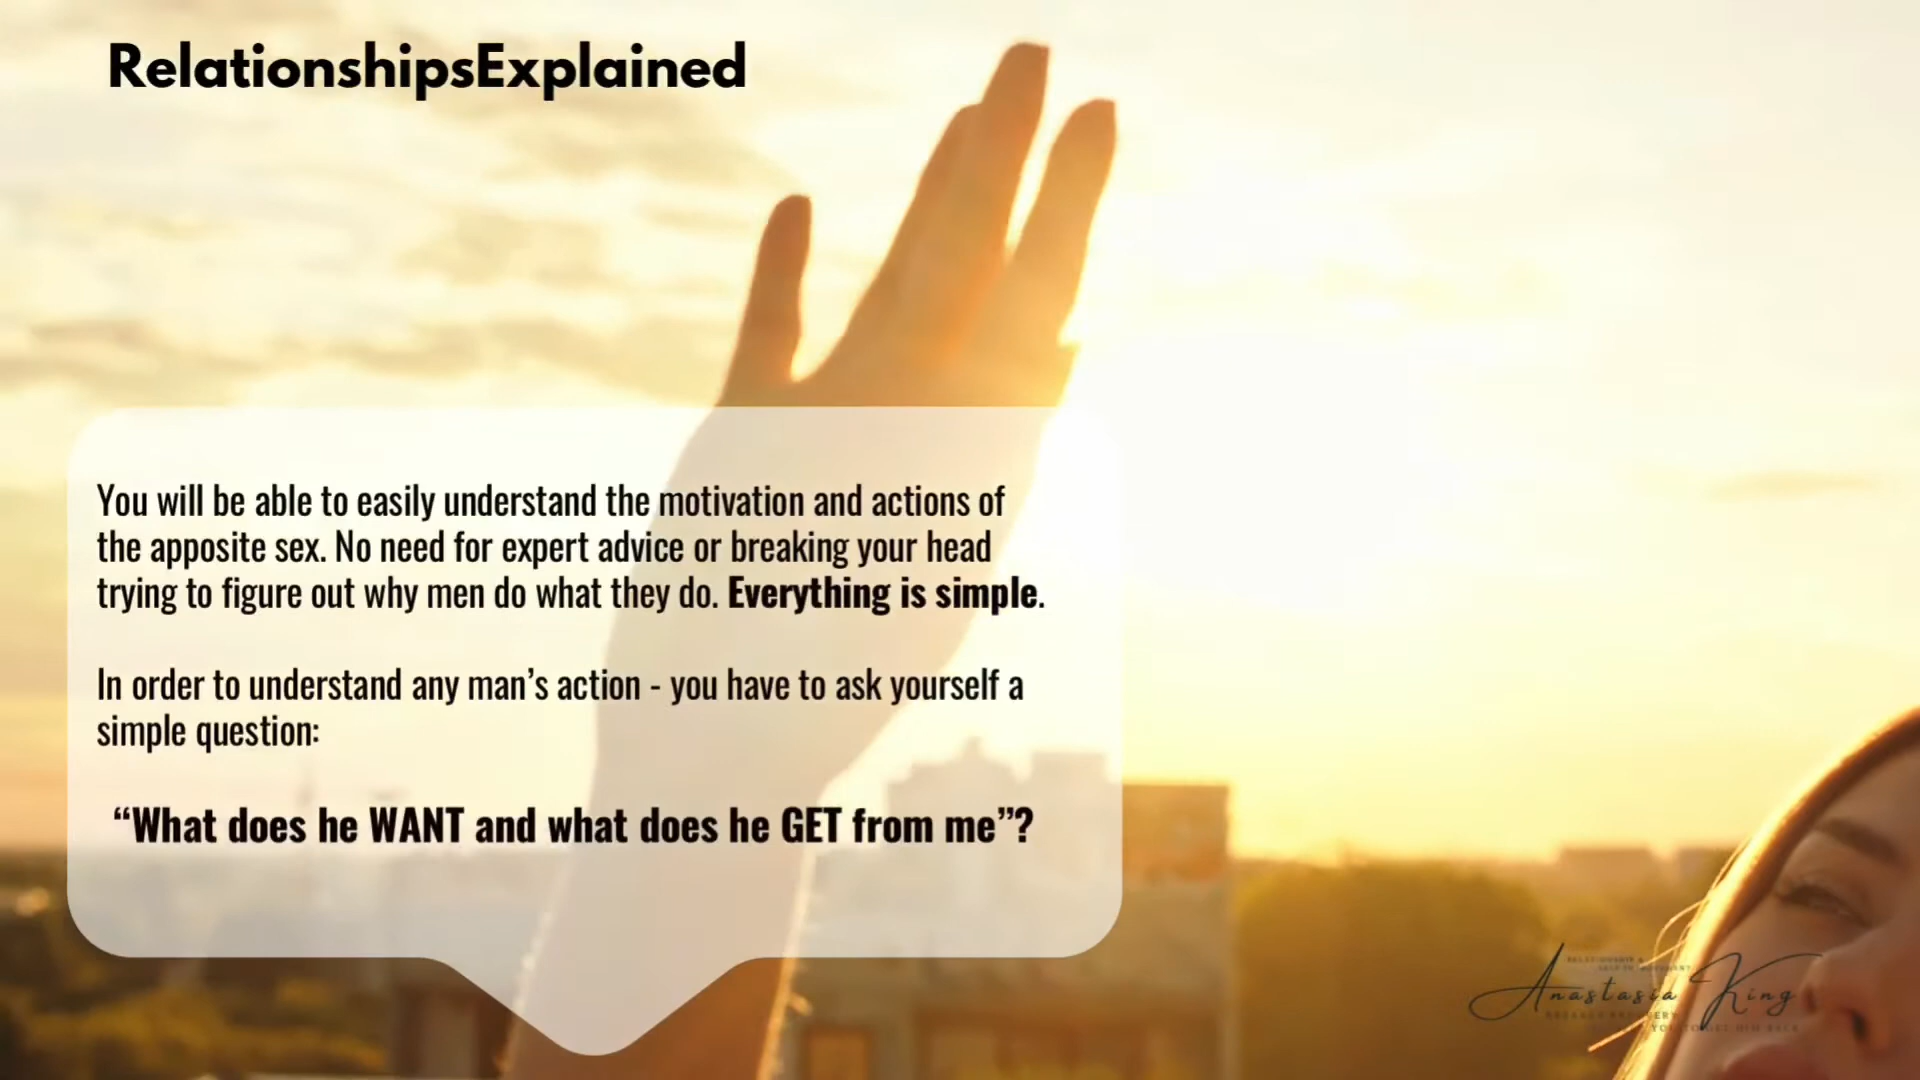 RelationshipsExplained
You will be able to easily understand the motivation and actions of
the apposite sex. No need for expert advice or breaking your head
trying to figure out why men do what they do. Everything is simple.
In order to understand any man’s action - you have to ask yourself a
simple question:
“What does he WANT and what does he GET from me”?
Anastasia King